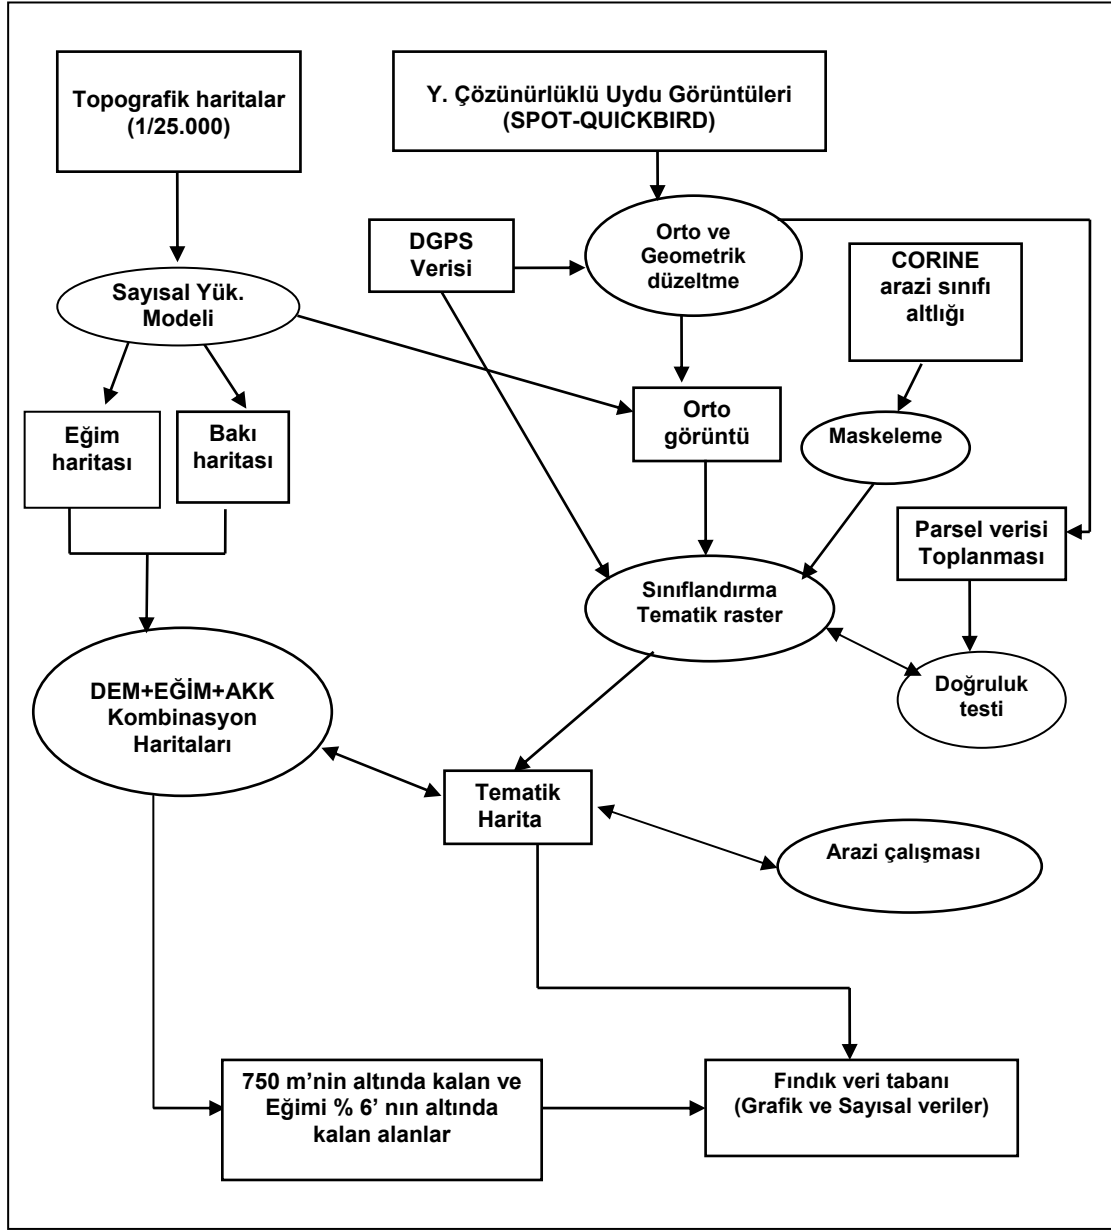 Topografik haritalar
(1/25.000)
Y. Çözünürlüklü Uydu Görüntüleri
(SPOT-QUICKBIRD)
DGPS
Verisi
Orto ve
Geometrik
düzeltme
CORINE
arazi sınıfı
altlığı
Sayısal Yük.
Modeli
Eğim
haritası
Bakı
haritası
Orto
görüntü
Maskeleme
Parsel verisi
Toplanması
Sınıflandırma
Tematik raster
DEM+EĞİM+AKK
Kombinasyon
Haritaları
Doğruluk
testi
Tematik
Harita
Arazi çalışması
750 m’nin altında kalan ve
Eğimi % 6’ nın altında
kalan alanlar
Fındık veri tabanı
(Grafik ve Sayısal veriler)